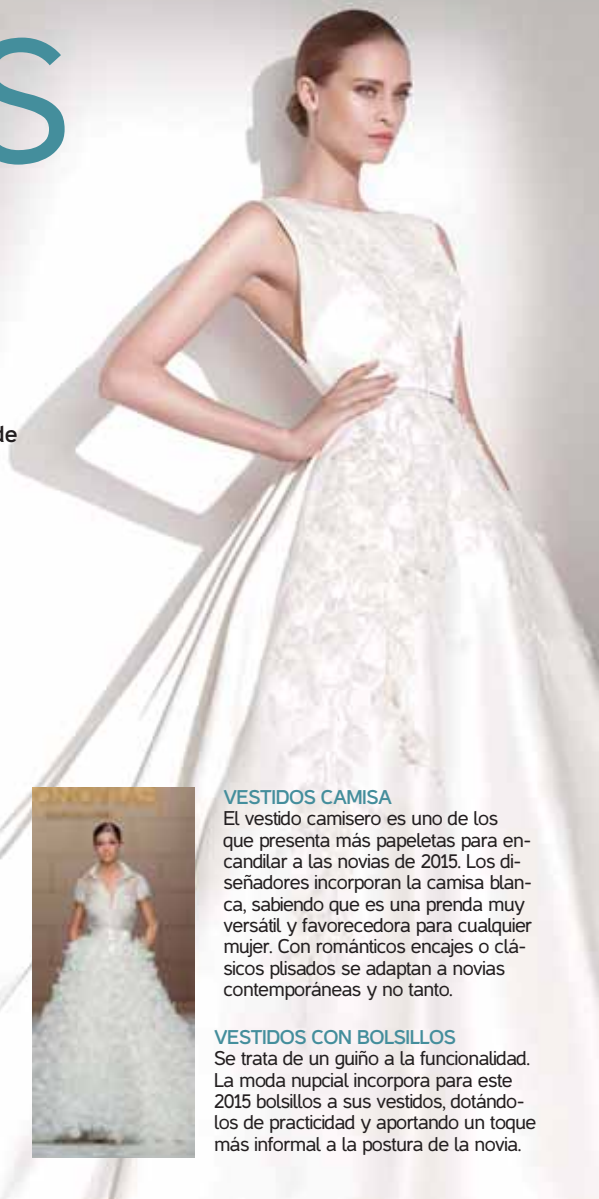 S
de
VESTIDOS CAMISA
El vestido camisero es uno de los
que presenta más papeletas para en-
candilar a las novias de 2015. Los di-
señadores incorporan la camisa blan-
ca, sabiendo que es una prenda muy
versátil y favorecedora para cualquier
mujer. Con románticos encajes o clá-
sicos plisados se adaptan a novias
contemporáneas y no tanto.
VESTIDOS CON BOLSILLOS
Se trata de un guiño a la funcionalidad.
La moda nupcial incorpora para este
2015 bolsillos a sus vestidos, dotándo-
los de practicidad y aportando un toque
más informal a la postura de la novia.